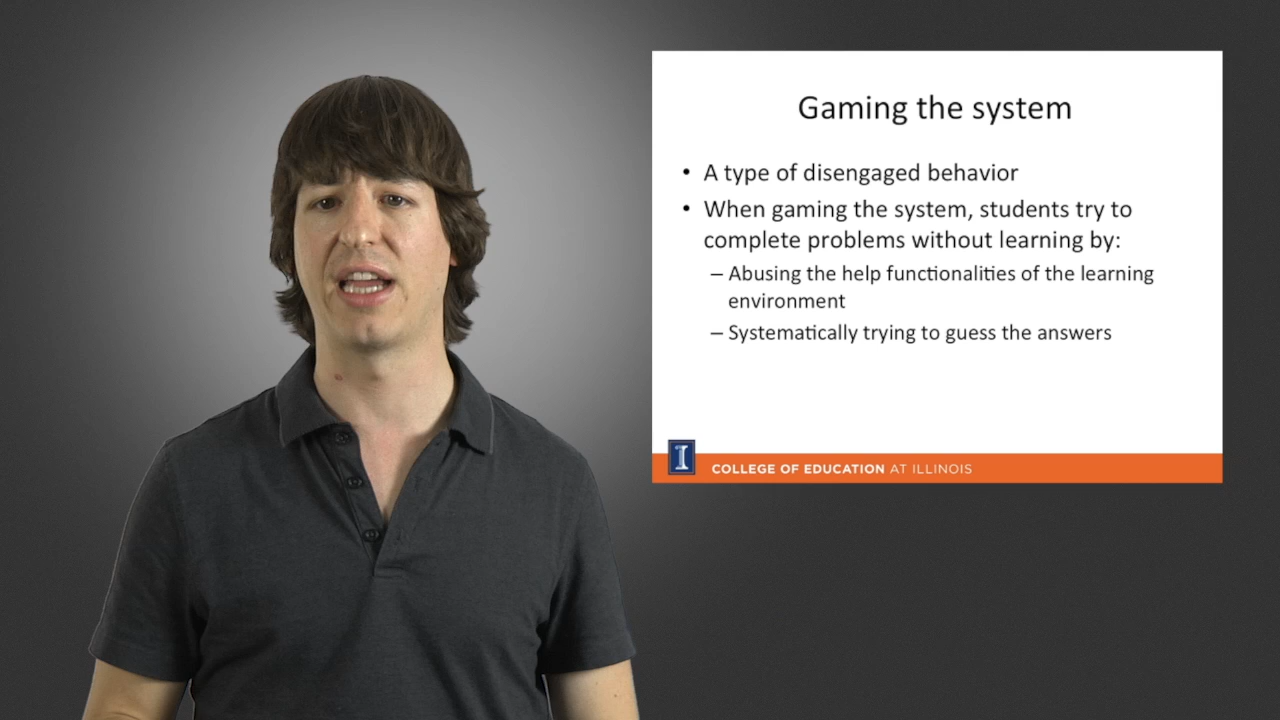 Gaming the system
• A type of disengaged behavior
• When gaming the system, students try to
complete problems without learning by:
– Abusing the help functionalities of the learning
environment
– Systematically trying to guess the answers
I
COLLEGE OF EDUCATION AT ILLINOIS